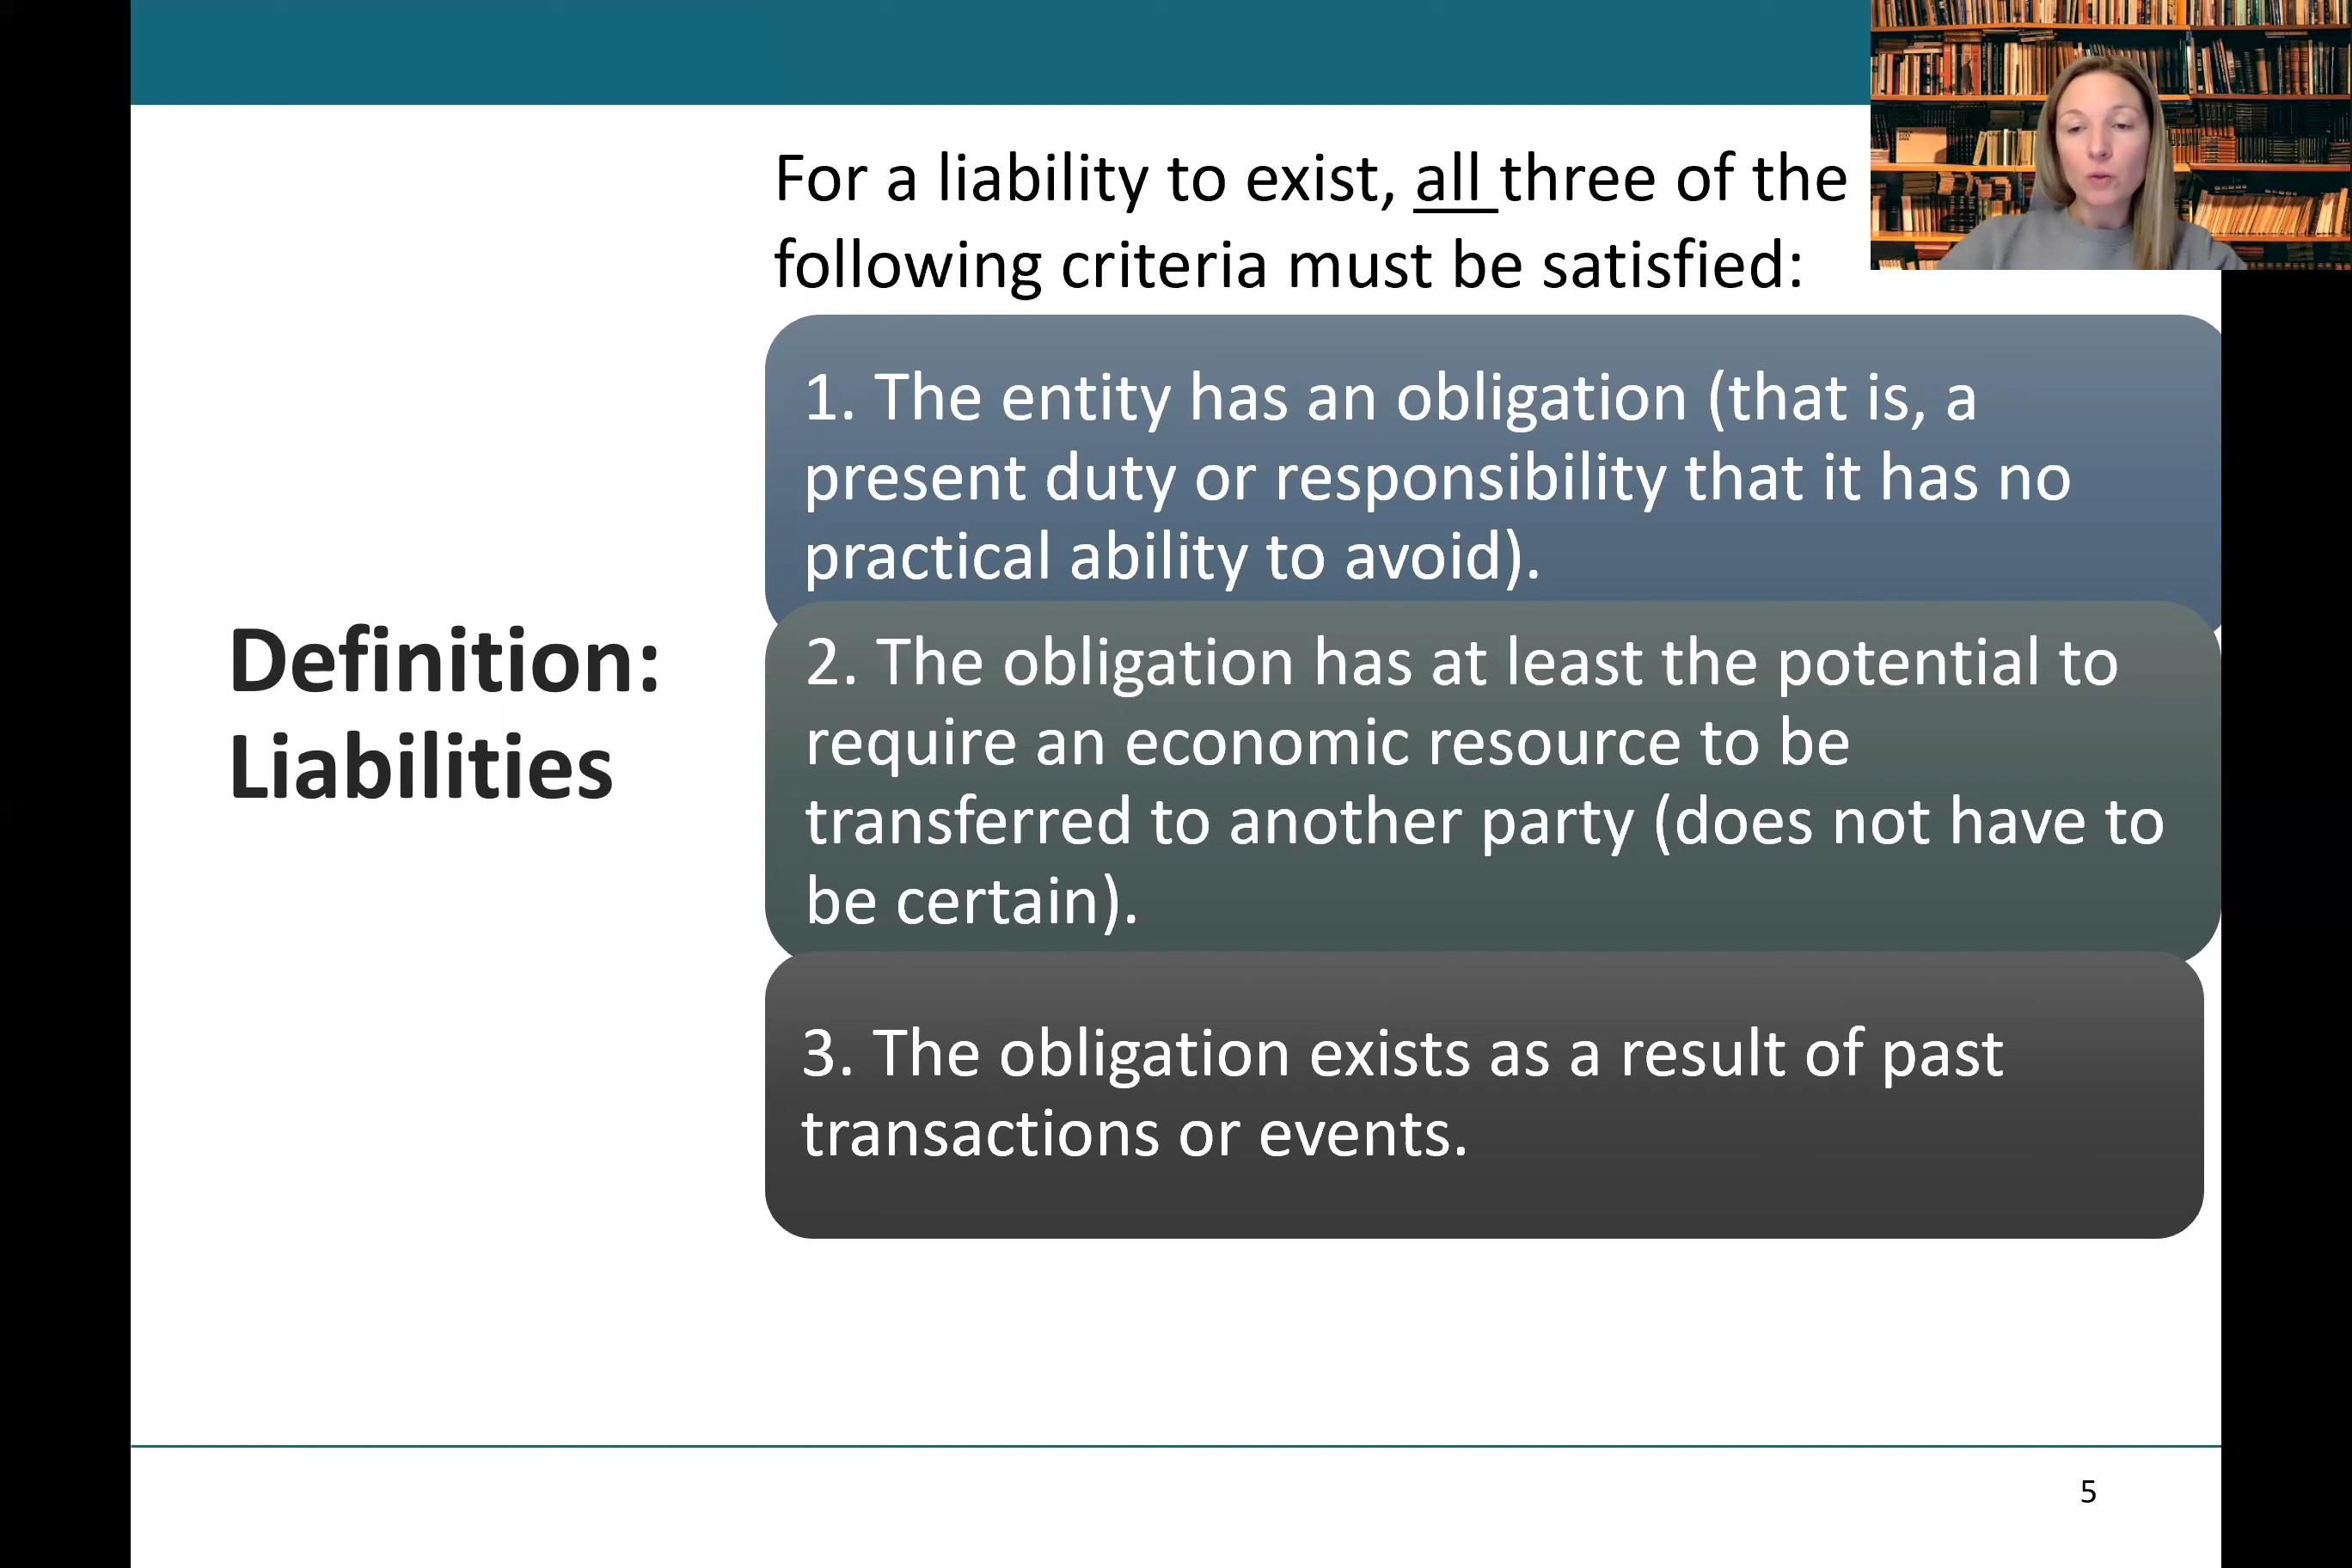 For a liability to exist, all three of the
following criteria must be satisfied:
Definition:
Liabilities
1. The entity has an obligation (that is, a
present duty or responsibility that it has no
practical ability to avoid).
2. The obligation has at least the potential to
require an economic resource to be
transferred to another party (does not have to
be certain).
3. The obligation exists as a result of past
transactions or events.
5